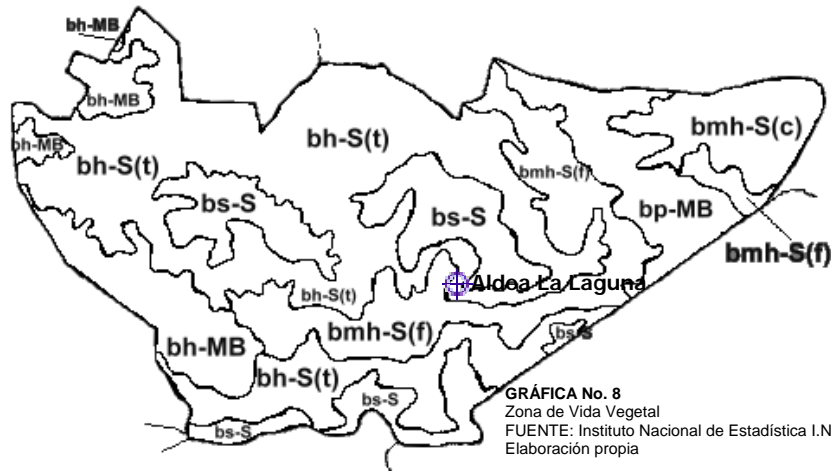 bh-MB
bh-MB
bmh-S(c)
bh-MB
bh-S(t)
bh-S(t)
bmh-S(f)
bs-S
bs-S
bp-MB
bmh-S(f)
Aldea La Laguna
bh-S(t)
bmh-S(f)
bs-S
bh-MB
bh-S(t)
bs-S
bs-S
GRÁFICA No. 8
Zona de Vida Vegetal
FUENTE: Instituto Nacional de Estadística I.N
Elaboración propia